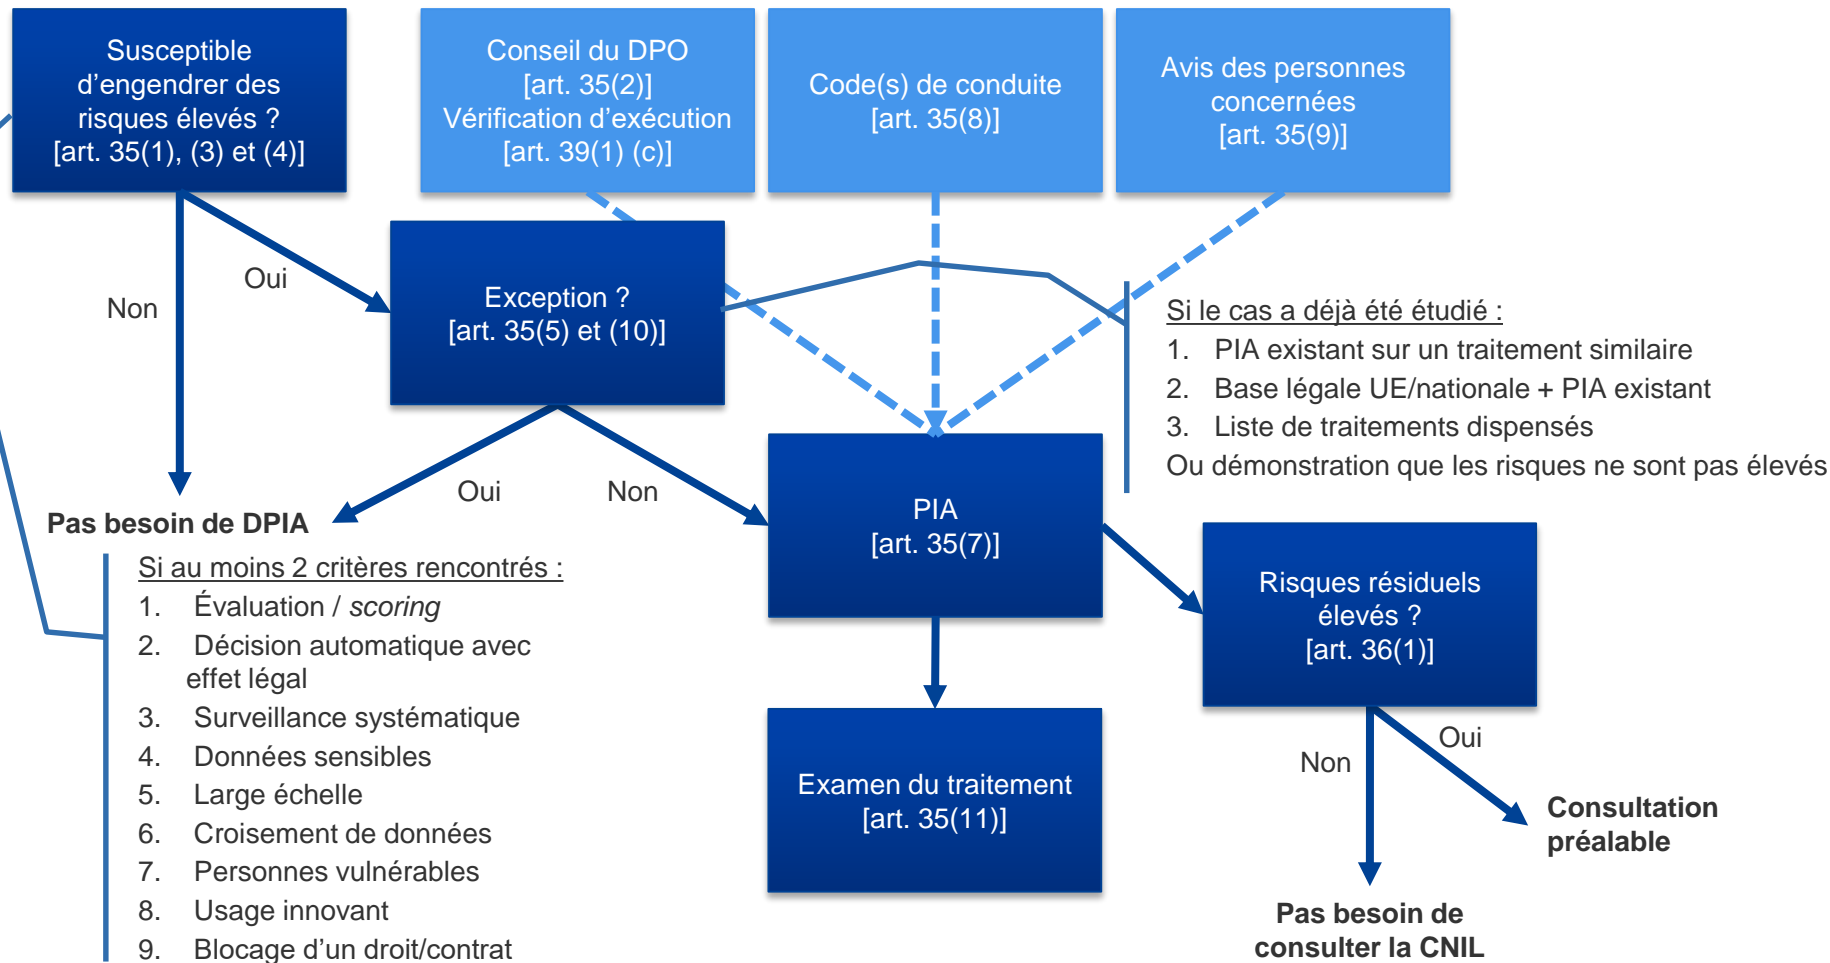 Susceptible
d’engendrer des
risques élevés ?
[art. 35(1), (3) et (4)]
Conseil du DPO
[art. 35(2)]
Vérification d’exécution
[art. 39(1) (c)]
Code(s) de conduite
[art. 35(8)]
Avis des personnes
concernées
[art. 35(9)]
Non
Oui
Exception ?
[art. 35(5) et (10)]
Si le cas a déjà été étudié :
1. PIA existant sur un traitement similaire
2. Base légale UE/nationale + PIA existant
3. Liste de traitements dispensés
Ou démonstration que les risques ne sont pas élevés
Oui
Non
Pas besoin de DPIA
Si au moins 2 critères rencontrés :
1. Évaluation / scoring
2. Décision automatique avec
effet légal
3. Surveillance systématique
4. Données sensibles
5. Large échelle
6. Croisement de données
7. Personnes vulnérables
8. Usage innovant
9. Blocage d’un droit/contrat
PIA
[art. 35(7)]
Risques résiduels
élevés ?
[art. 36(1)]
Examen du traitement
[art. 35(11)]
Non
Oui
Consultation
préalable
Pas besoin de
consulter la CNIL